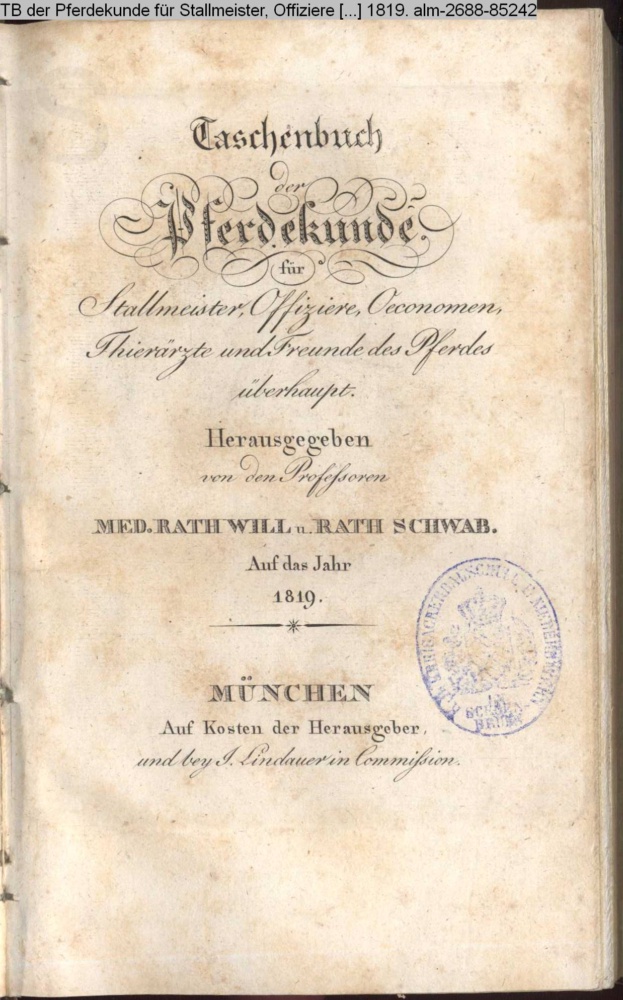 TB der Pferdekunde für Stallmeister, Offiziere [...] 1819. alm-2688-85242
Taschenbuch
der
Pferdekunde
für
Stallmeister, Offiziere, Oeconomen,
Thierärzte und Freunde des Pferdes
überhaupt.
Herausgegeben
von den Professoren
MED. RATH WILL u. RATH SCHWAB.
Auf das Jahr
1819.
MÜNCHEN
Auf Kosten der Herausgeber,
und bey J. Lindauer in Commission.